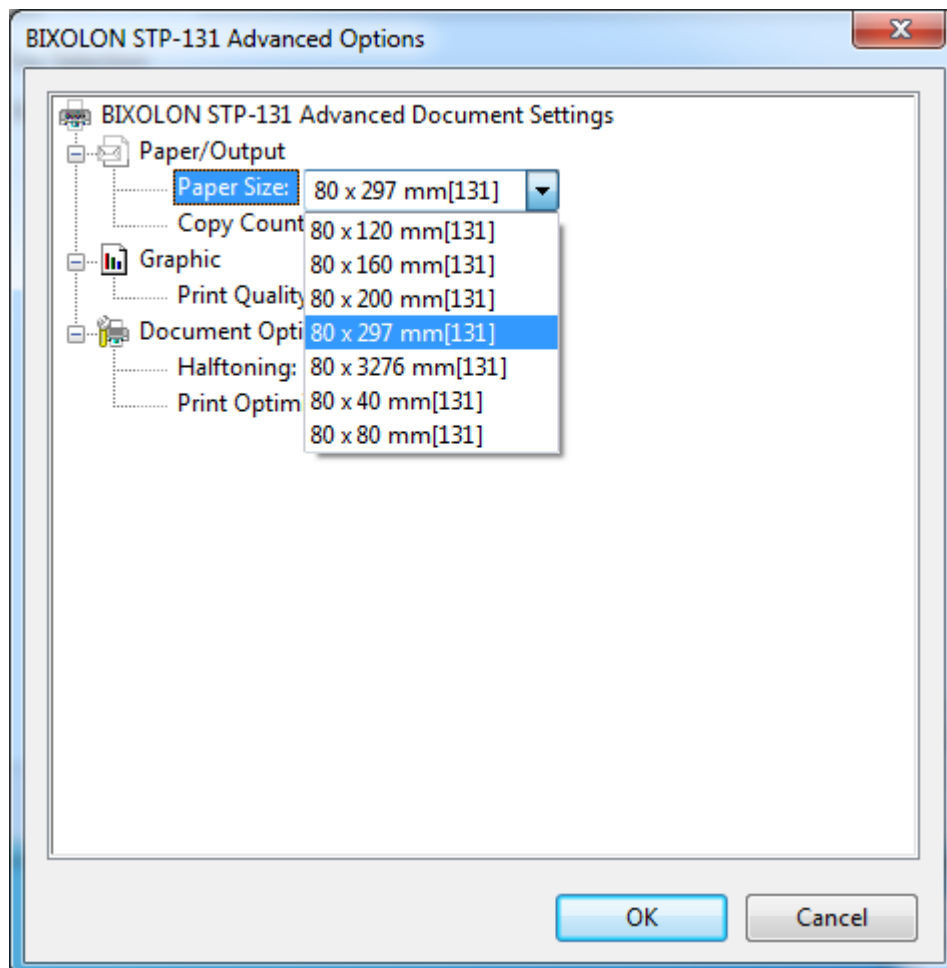 BIXOLON STP-131 Advanced Options
BIXOLON STP-131 Advanced Document Settings
Paper/Output
Paper Size: 80 x 297 mm[131]
Copy Count
80 x 120 mm[131]
80 x 160 mm[131]
Graphic
Print Quality
80 x 200 mm[131]
Document Opti
80 x 297 mm[131]
Halftoning:
80 x 3276 mm[131]
Print Optim
80 x 40 mm[131]
80 x 80 mm[131]
OK
Cancel